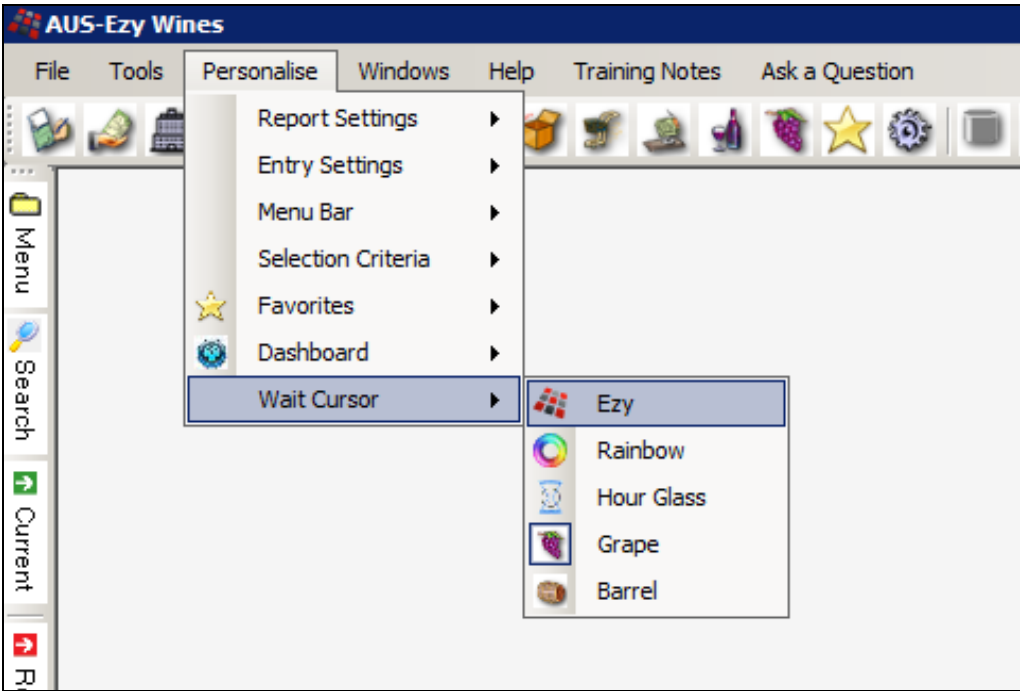 AUS-Ezy Wines
File Tools Personalise Windows Help Training Notes Ask a Question
Report Settings
Entry Settings
Menu Bar
Selection Criteria
Favorites
Dashboard
Wait Cursor
Ezy
Rainbow
Hour Glass
Grape
Barrel
Menu
Search
Current